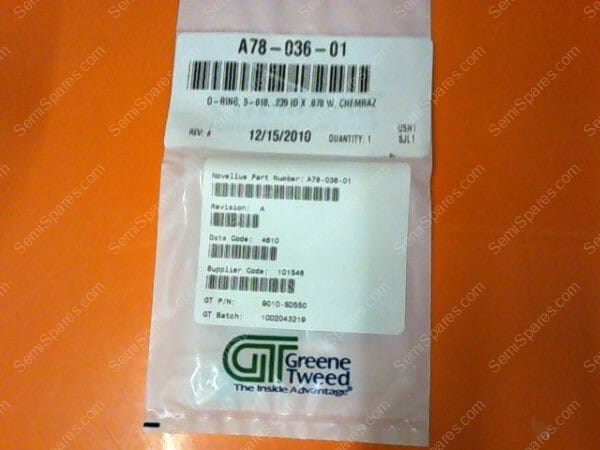 A78-036-01
O-RING, 9-010, .239 ID X .070 W, CHEMRAZ
REV: A 12/15/2010 QUANTITY: 1
USH1
SJL1
Novellus Part Number: A78-036-01
Revision: A
Date Code: 4610
Supplier Code: 101548
GT P/N: 9010-SD550
GT Batch: 1002043219
GT Greene
Tweed
The Inside Advantage®
SemiSpares.com